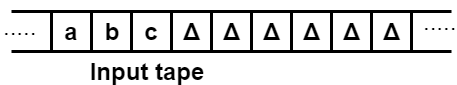 ..... a b c Δ Δ Δ Δ Δ Δ .....
Input tape